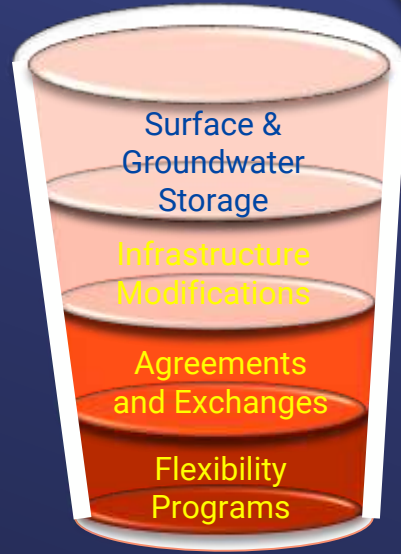 Surface &
Groundwater
Storage
Infrastructure
Modifications
Agreements
and Exchanges
Flexibility
Programs